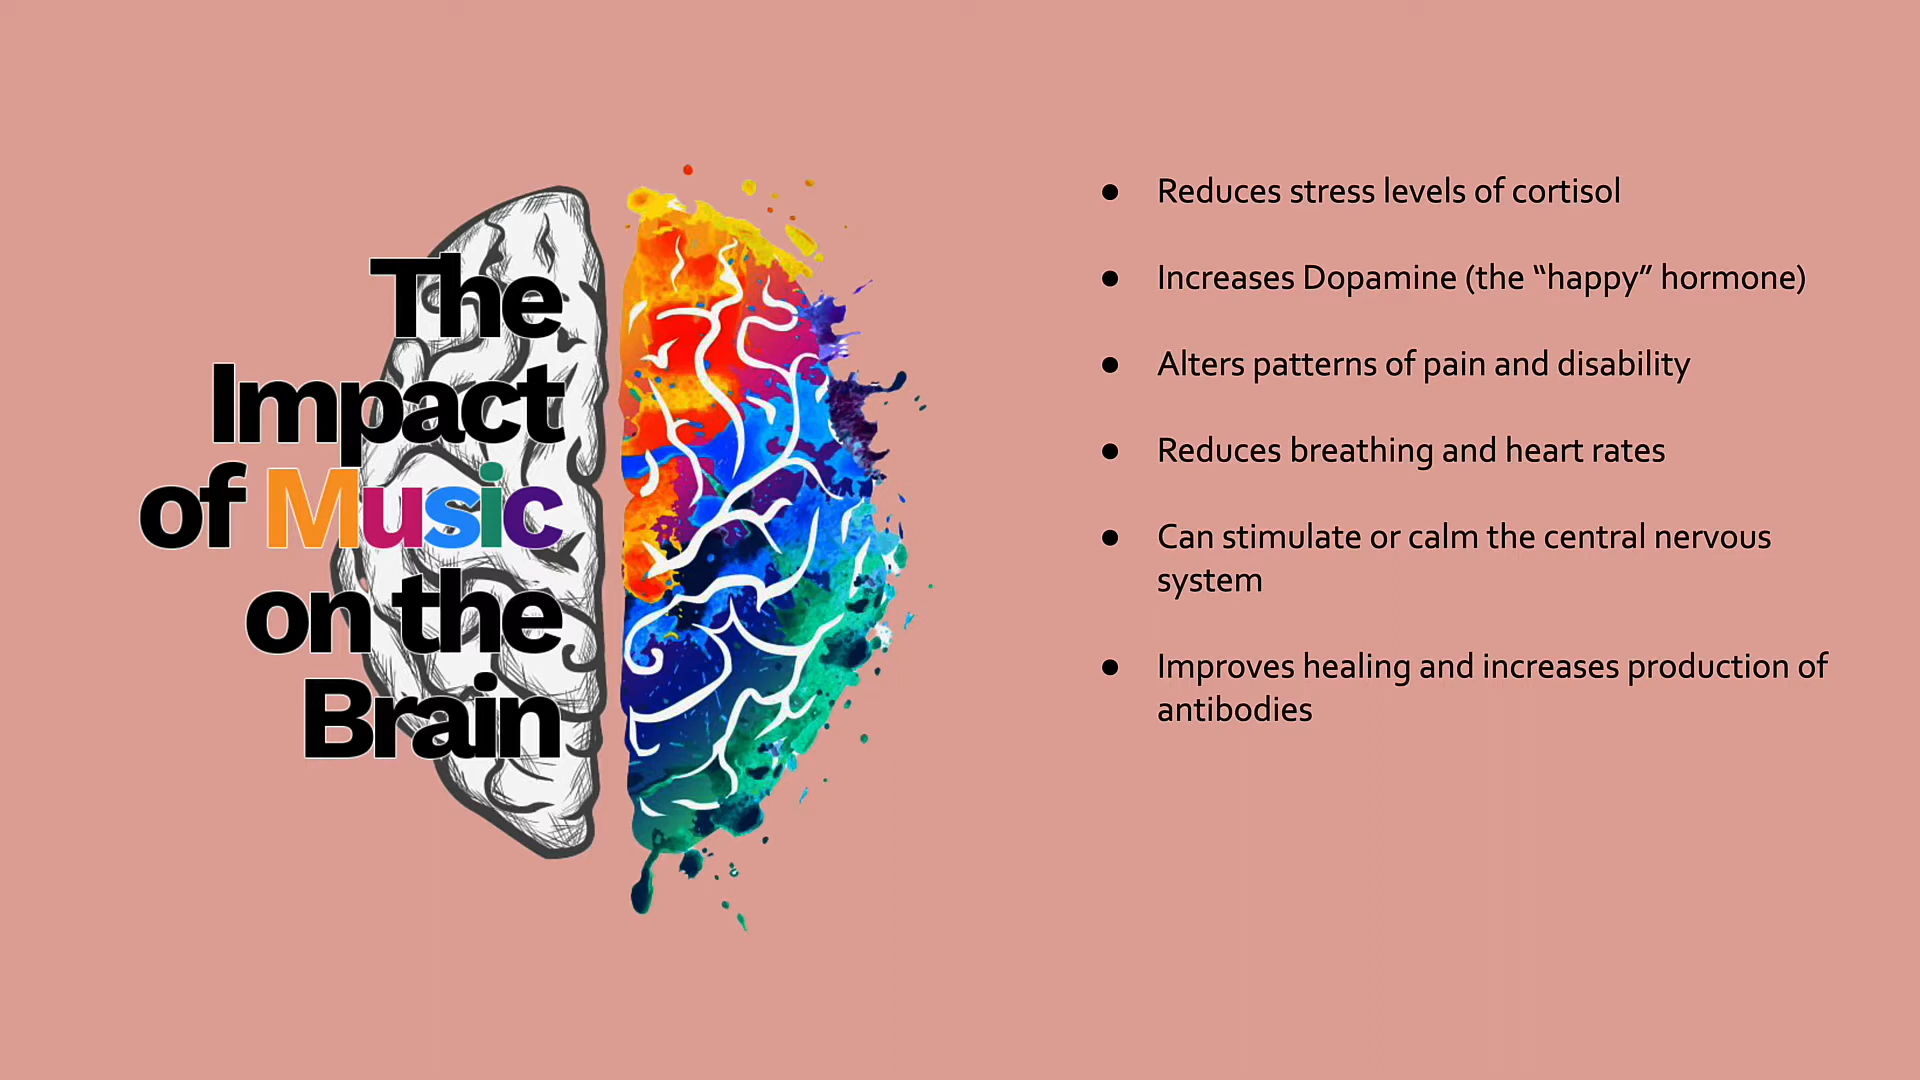 The
Impact
of Music
on the
Brain
● Reduces stress levels of cortisol
● Increases Dopamine (the “happy” hormone)
● Alters patterns of pain and disability
● Reduces breathing and heart rates
● Can stimulate or calm the central nervous
system
● Improves healing and increases production of
antibodies